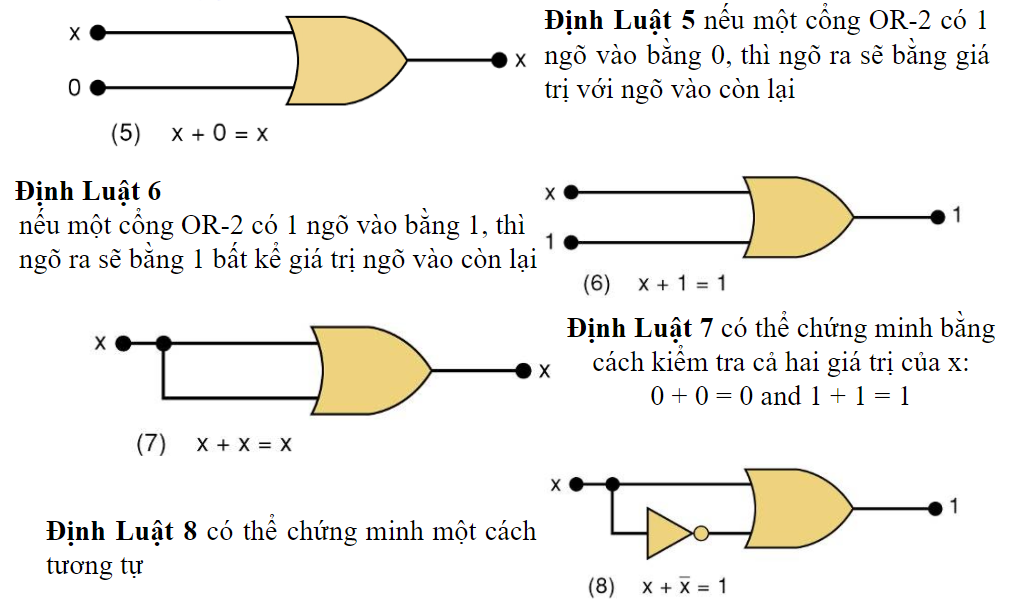 x
0
x
(5) x + 0 = x
Định Luật 5 nếu một cổng OR-2 có 1
ngõ vào bằng 0, thì ngõ ra sẽ bằng giá
trị với ngõ vào còn lại
Định Luật 6
nếu một cổng OR-2 có 1 ngõ vào bằng 1, thì
ngõ ra sẽ bằng 1 bất kể giá trị ngõ vào còn lại
x
1
1
(6) x + 1 = 1
x
x
(7) x + x = x
Định Luật 7 có thể chứng minh bằng
cách kiểm tra cả hai giá trị của x:
0 + 0 = 0 and 1 + 1 = 1
Định Luật 8 có thể chứng minh một cách
tương tự
x
1
(8) x + x̄ = 1